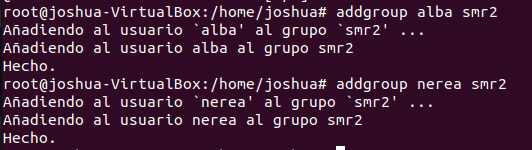 root@joshua-VirtualBox:/home/joshua# addgroup alba smr2
Añadiendo al usuario `alba' al grupo `smr2' ...
Añadiendo al usuario alba al grupo smr2
Hecho.
root@joshua-VirtualBox:/home/joshua# addgroup nerea smr2
Añadiendo al usuario `nerea' al grupo `smr2' ...
Añadiendo al usuario nerea al grupo smr2
Hecho.